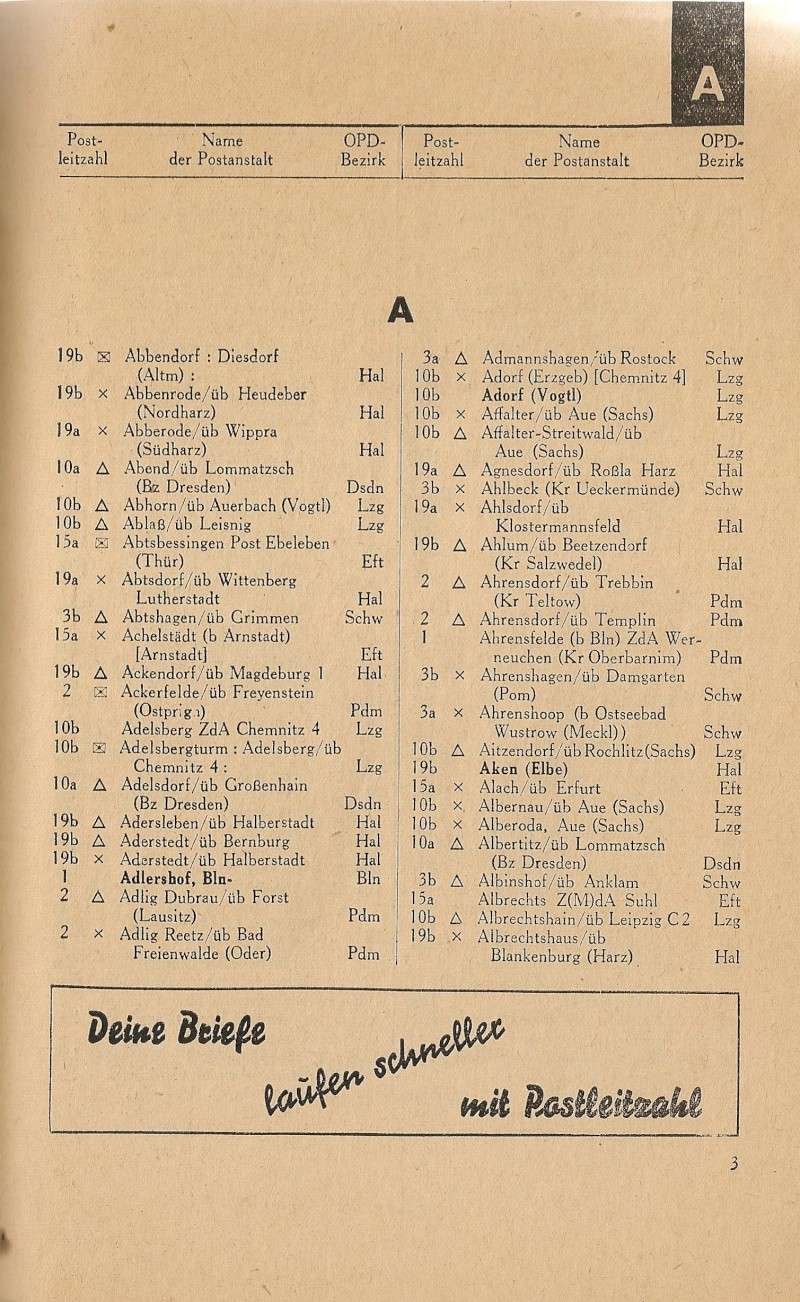 A
Post- Name OPD-
leitzahl der Postanstalt Bezirk
Post- Name OPD-
leitzahl der Postanstalt Bezirk
A
19b ☒ Abbendorf : Diesdorf
(Altm) : Hal
19b × Abbenrode/üb Heudeber
(Nordharz) Hal
19a × Abberode/üb Wippra
(Südharz) Hal
10a △ Abend/üb Lommatzsch
(Bz Dresden) Dsdn
10b △ Abhorn/üb Auerbach (Vogtl) Lzg
10b △ Ablaß/üb Leisnig Lzg
15a ☒ Abtsbessingen Post Ebeleben
(Thür) Eft
19a × Abtsdorf/üb Wittenberg
Lutherstadt Hal
3b △ Abtshagen/üb Grimmen Schw
15a × Achelstädt (b Arnstadt)
[Arnstadt] Eft
19b △ Ackendorf/üb Magdeburg 1 Hal
2 ☒ Ackerfelde/üb Freyenstein
(Ostprign) Pdm
10b Adelsberg ZdA Chemnitz 4 Lzg
10b ☒ Adelsbergturm : Adelsberg/üb
Chemnitz 4 : Lzg
10a △ Adelsdorf/üb Großenhain
(Bz Dresden) Dsdn
19b △ Adersleben/üb Halberstadt Hal
19b △ Aderstedt/üb Bernburg Hal
19b × Aderstedt/üb Halberstadt Hal
1 Adlershof, Bln- Bln
2 △ Adlig Dubrau/üb Forst
(Lausitz) Pdm
2 × Adlig Reetz/üb Bad
Freienwalde (Oder) Pdm
3a △ Admannshagen/üb Rostock Schw
10b × Adorf (Erzgeb) [Chemnitz 4] Lzg
10b Adorf (Vogtl) Lzg
10b × Affalter/üb Aue (Sachs) Lzg
10b △ Affalter-Streitwald/üb
Aue (Sachs) Lzg
19a △ Agnesdorf/üb Roßla Harz Hal
3b × Ahlbeck (Kr Ueckermünde) Schw
19a × Ahlsdorf/üb
Klostermannsfeld Hal
19b △ Ahlum/üb Beetzendorf
(Kr Salzwedel) Hal
2 △ Ahrensdorf/üb Trebbin
(Kr Teltow) Pdm
2 △ Ahrensdorf/üb Templin Pdm
1 Ahrensfelde (b Bln) ZdA Wer-
neuchen (Kr Oberbarnim) Pdm
3b × Ahrenshagen/üb Damgarten
(Pom) Schw
3a × Ahrenshoop (b Ostseebad
Wustrow (Meckl)) Schw
10b △ Aitzendorf/üb Rochlitz(Sachs) Lzg
19b Aken (Elbe) Hal
15a × Alach/üb Erfurt Eft
10b × Albernau/üb Aue (Sachs) Lzg
10b × Alberoda, Aue (Sachs) Lzg
10a △ Albertitz/üb Lommatzsch
(Bz Dresden) Dsdn
3b △ Albinshof/üb Anklam Schw
15a Albrechts Z(M)dA Suhl Eft
10b △ Albrechtshain/üb Leipzig C 2 Lzg
19b × Albrechtshaus/üb
Blankenburg (Harz) Hal
Deine Briefe
laufen schneller
mit Postleitzahl
3